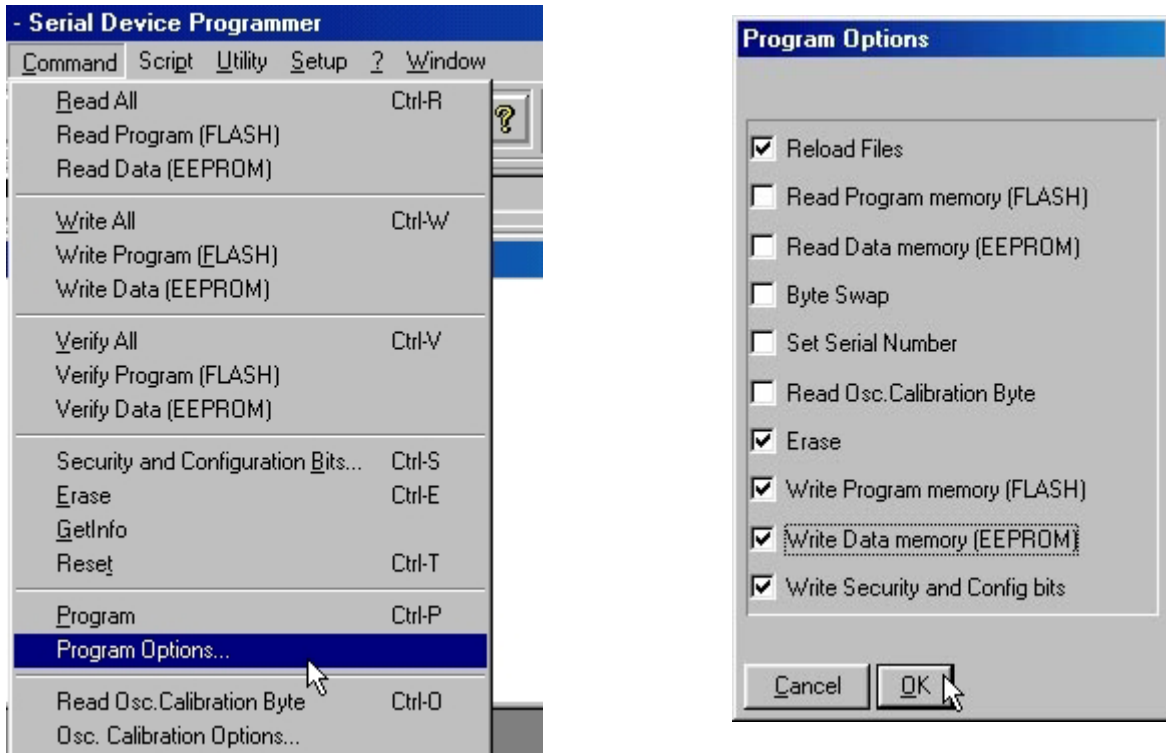 - Serial Device Programmer
Command Script Utility Setup ? Window
Read All Ctrl-R
Read Program (FLASH)
Read Data (EEPROM)
Write All Ctrl-W
Write Program (FLASH)
Write Data (EEPROM)
Verify All Ctrl-V
Verify Program (FLASH)
Verify Data (EEPROM)
Security and Configuration Bits... Ctrl-S
Erase Ctrl-E
GetInfo
Reset Ctrl-T
Program Ctrl-P
Program Options...
Read Osc.Calibration Byte Ctrl-O
Osc. Calibration Options...
Program Options
Reload Files
Read Program memory (FLASH)
Read Data memory (EEPROM)
Byte Swap
Set Serial Number
Read Osc.Calibration Byte
Erase
Write Program memory (FLASH)
Write Data memory (EEPROM)
Write Security and Config bits
Cancel OK